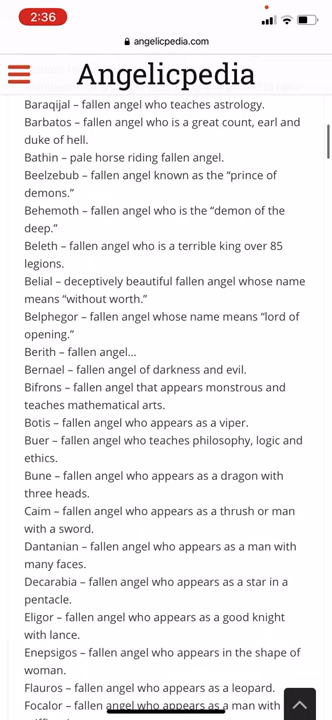 2:36
angelicpedia.com
Angelicpedia
Baraqijal – fallen angel who teaches astrology.
Barbatos – fallen angel who is a great count, earl and
duke of hell.
Bathin – pale horse riding fallen angel.
Beelzebub – fallen angel known as the “prince of
demons.”
Behemoth – fallen angel who is the “demon of the
deep.”
Beleth – fallen angel who is a terrible king over 85
legions.
Belial – deceptively beautiful fallen angel whose name
means “without worth.”
Belphegor – fallen angel whose name means “lord of
opening.”
Berith – fallen angel…
Bernael – fallen angel of darkness and evil.
Bifrons – fallen angel that appears monstrous and
teaches mathematical arts.
Botis – fallen angel who appears as a viper.
Buer – fallen angel who teaches philosophy, logic and
ethics.
Bune – fallen angel who appears as a dragon with
three heads.
Caim – fallen angel who appears as a thrush or man
with a sword.
Dantanian – fallen angel who appears as a man with
many faces.
Decarabia – fallen angel who appears as a star in a
pentacle.
Eligor – fallen angel who appears as a good knight
with lance.
Enepsigos – fallen angel who appears in the shape of
woman.
Flauros – fallen angel who appears as a leopard.
Focalor – fallen angel who appears as a man with